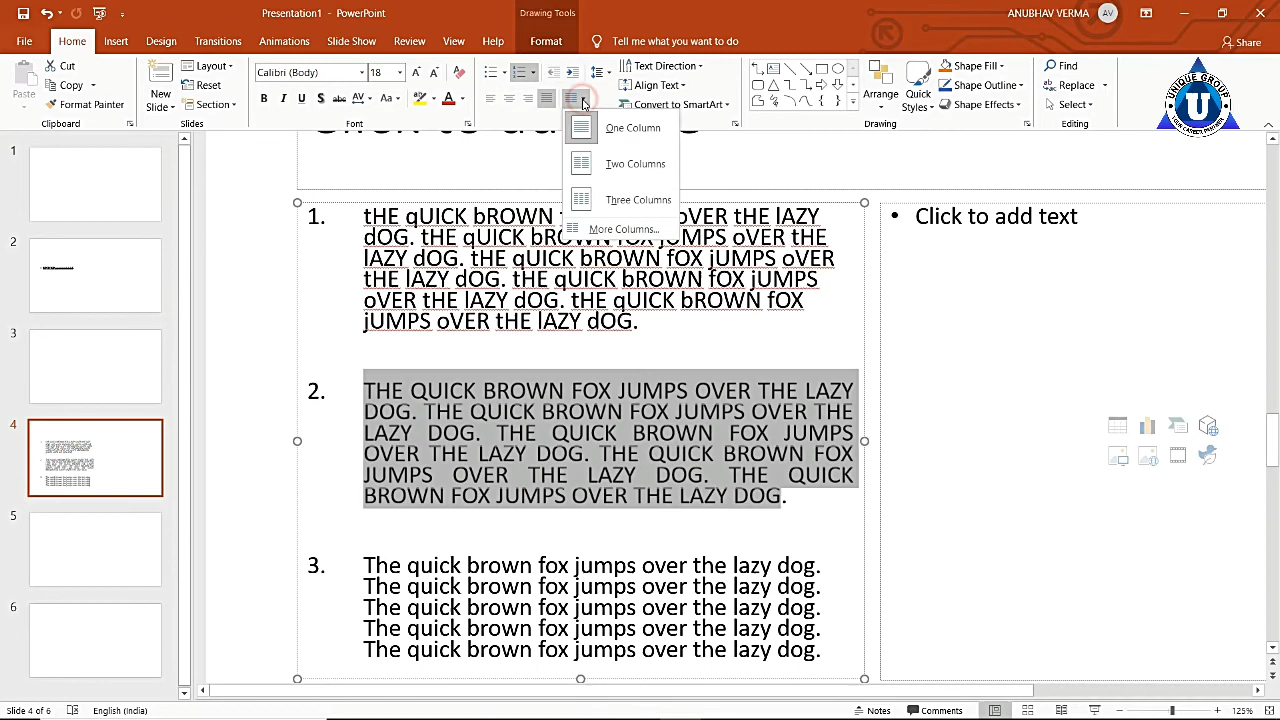 Presentation1 - PowerPoint
Drawing Tools
ANUBHAV VERMA
AV
File
Home
Insert
Design
Transitions
Animations
Slide Show
Review
View
Help
Format
Tell me what you want to do
Share
Paste
Cut
Copy
Format Painter
Clipboard
New
Slide
Layout
Reset
Section
Slides
Calibri (Body)
18
Font
Text Direction
Align Text
Convert to SmartArt
Arrange
Quick
Styles
Shape Fill
Shape Outline
Shape Effects
Drawing
Find
Replace
Select
Editing
UNIQUE GROUP
U
YOUR CAREER PARTNER
One Column
Two Columns
Three Columns
More Columns...
1
2
3
4
5
6
1. tHE qUICK bROWN oVER tHE lAZY
dOG. tHE qUICK bROWN fOX jUMPS oVER tHE
lAZY dOG. tHE qUICK bROWN fOX jUMPS oVER
tHE lAZY dOG. tHE qUICK bROWN fOX jUMPS
oVER tHE lAZY dOG. tHE qUICK bROWN fOX
jUMPS oVER tHE lAZY dOG.
2. THE QUICK BROWN FOX JUMPS OVER THE LAZY
DOG. THE QUICK BROWN FOX JUMPS OVER THE
LAZY DOG. THE QUICK BROWN FOX JUMPS
OVER THE LAZY DOG. THE QUICK BROWN FOX
JUMPS OVER THE LAZY DOG. THE QUICK
BROWN FOX JUMPS OVER THE LAZY DOG.
3. The quick brown fox jumps over the lazy dog.
The quick brown fox jumps over the lazy dog.
The quick brown fox jumps over the lazy dog.
The quick brown fox jumps over the lazy dog.
The quick brown fox jumps over the lazy dog.
• Click to add text
Slide 4 of 6
English (India)
Notes
Comments
125%